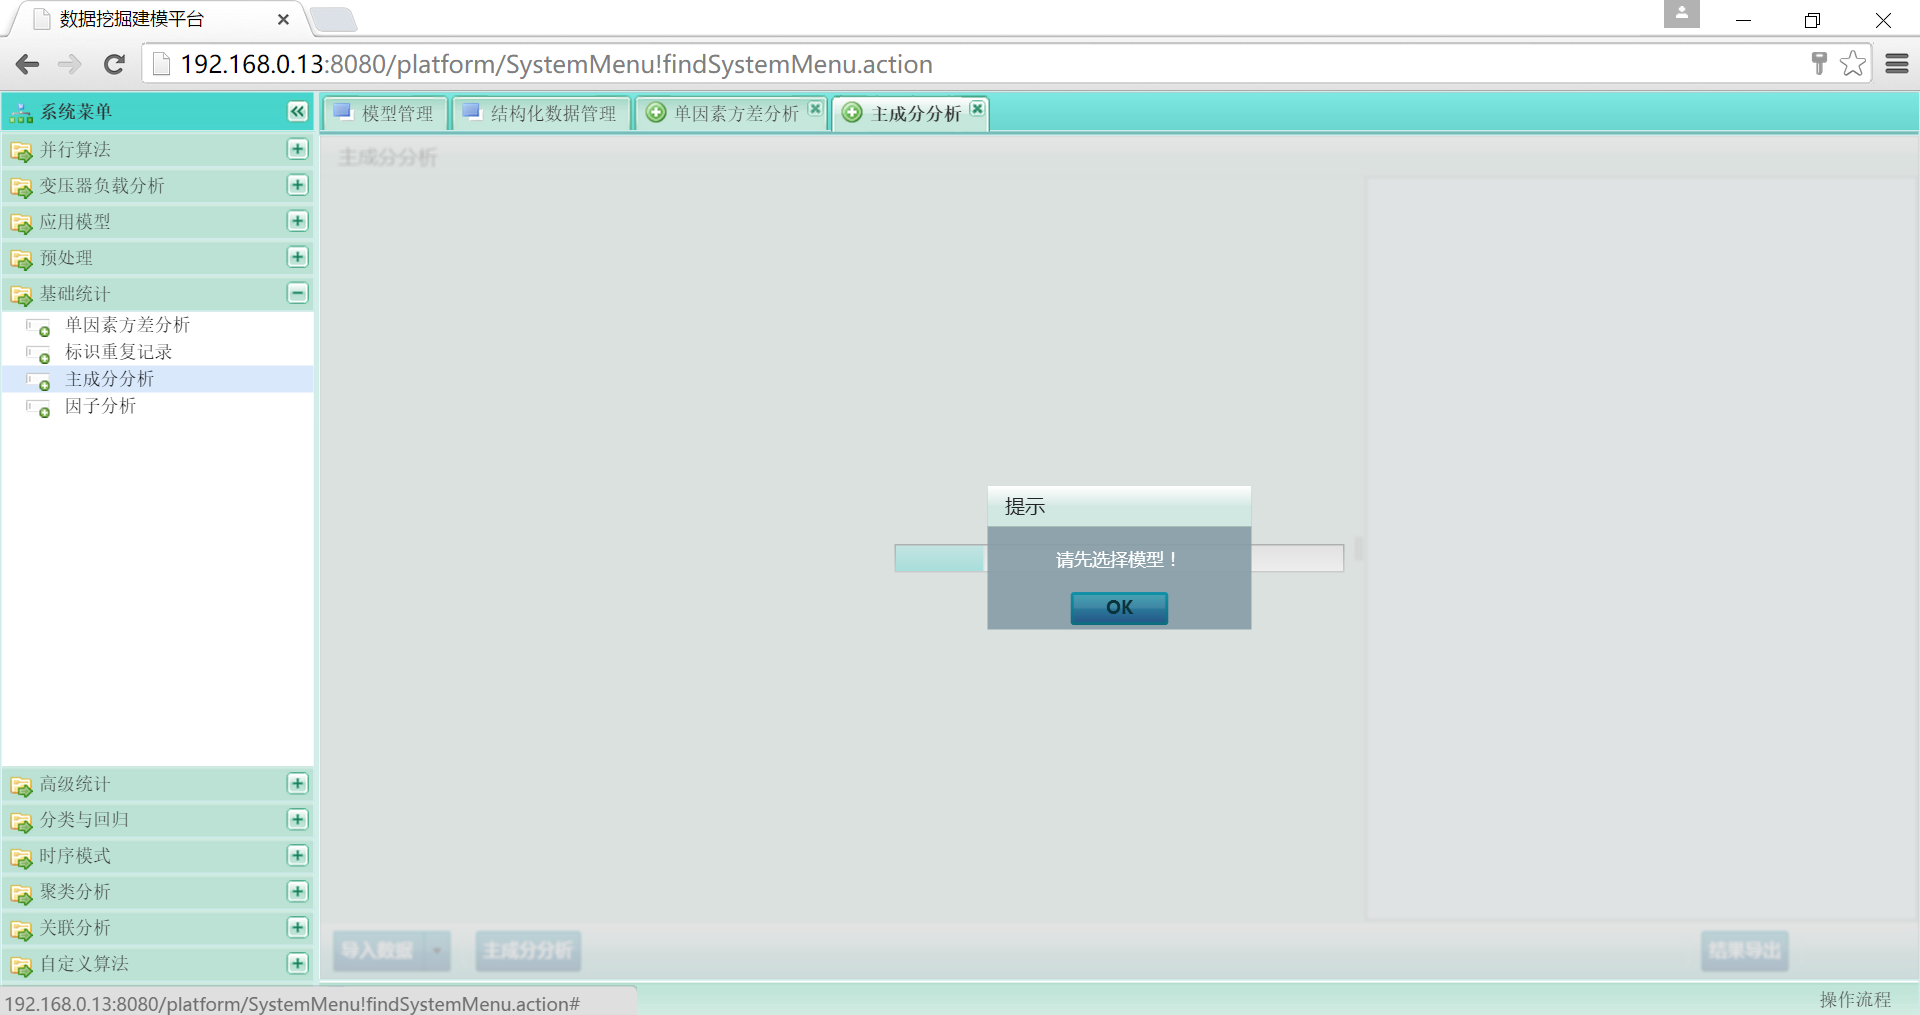 数据挖掘建模平台
192.168.0.13:8080/platform/SystemMenu!findSystemMenu.action
系统菜单
模型管理
结构化数据管理
单因素方差分析
主成分分析
并行算法
变压器负载分析
应用模型
预处理
基础统计
单因素方差分析
标识重复记录
主成分分析
因子分析
高级统计
分类与回归
时序模式
聚类分析
关联分析
自定义算法
主成分分析
提示
请先选择模型！
OK
导入数据
主成分分析
结果导出
192.168.0.13:8080/platform/SystemMenu!findSystemMenu.action#
操作流程